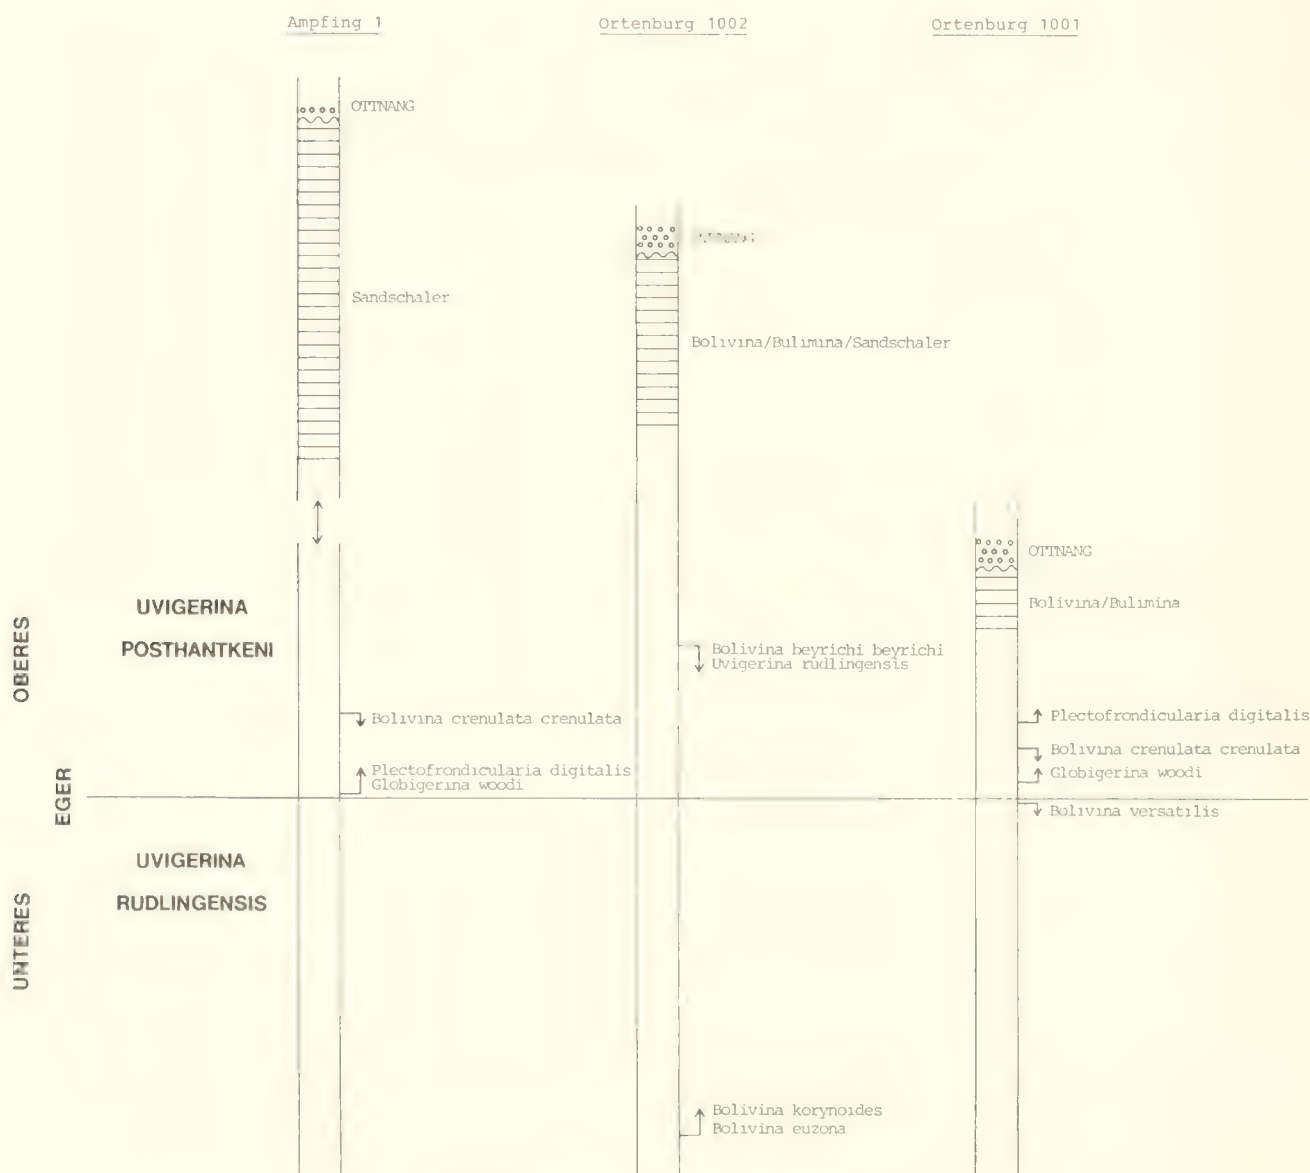 Ampfing 1
Ortenburg 1002
Ortenburg 1001
OTTNANG
Sandschaler
Bolivina/Bulimina/Sandschaler
OTTNANG
Bolivina/Bulimina
OBERES
EGER
UNTERES
UVIGERINA
POSTHANTKENI
UVIGERINA
RUDLINGENSIS
Bolivina crenulata crenulata
Plectofrondicularia digitalis
Globigerina woodi
Bolivina beyrichi beyrichi
Uvigerina rudlingensis
Bolivina korynoides
Bolivina euzona
Plectofrondicularia digitalis
Bolivina crenulata crenulata
Globigerina woodi
Bolivina versatilis